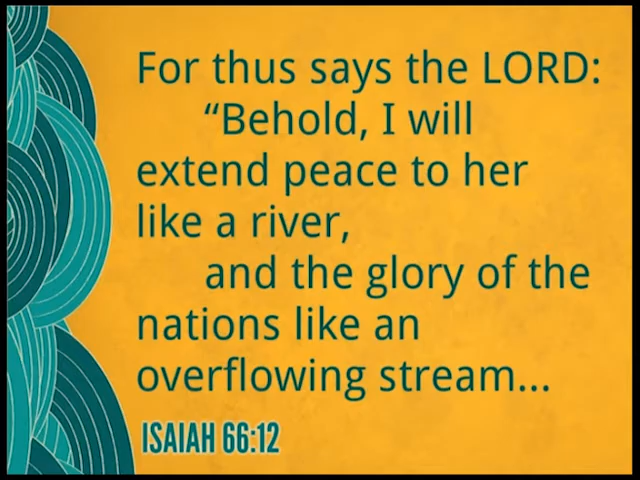 For thus says the LORD:
“Behold, I will
extend peace to her
like a river,
and the glory of the
nations like an
overflowing stream...
ISAIAH 66:12